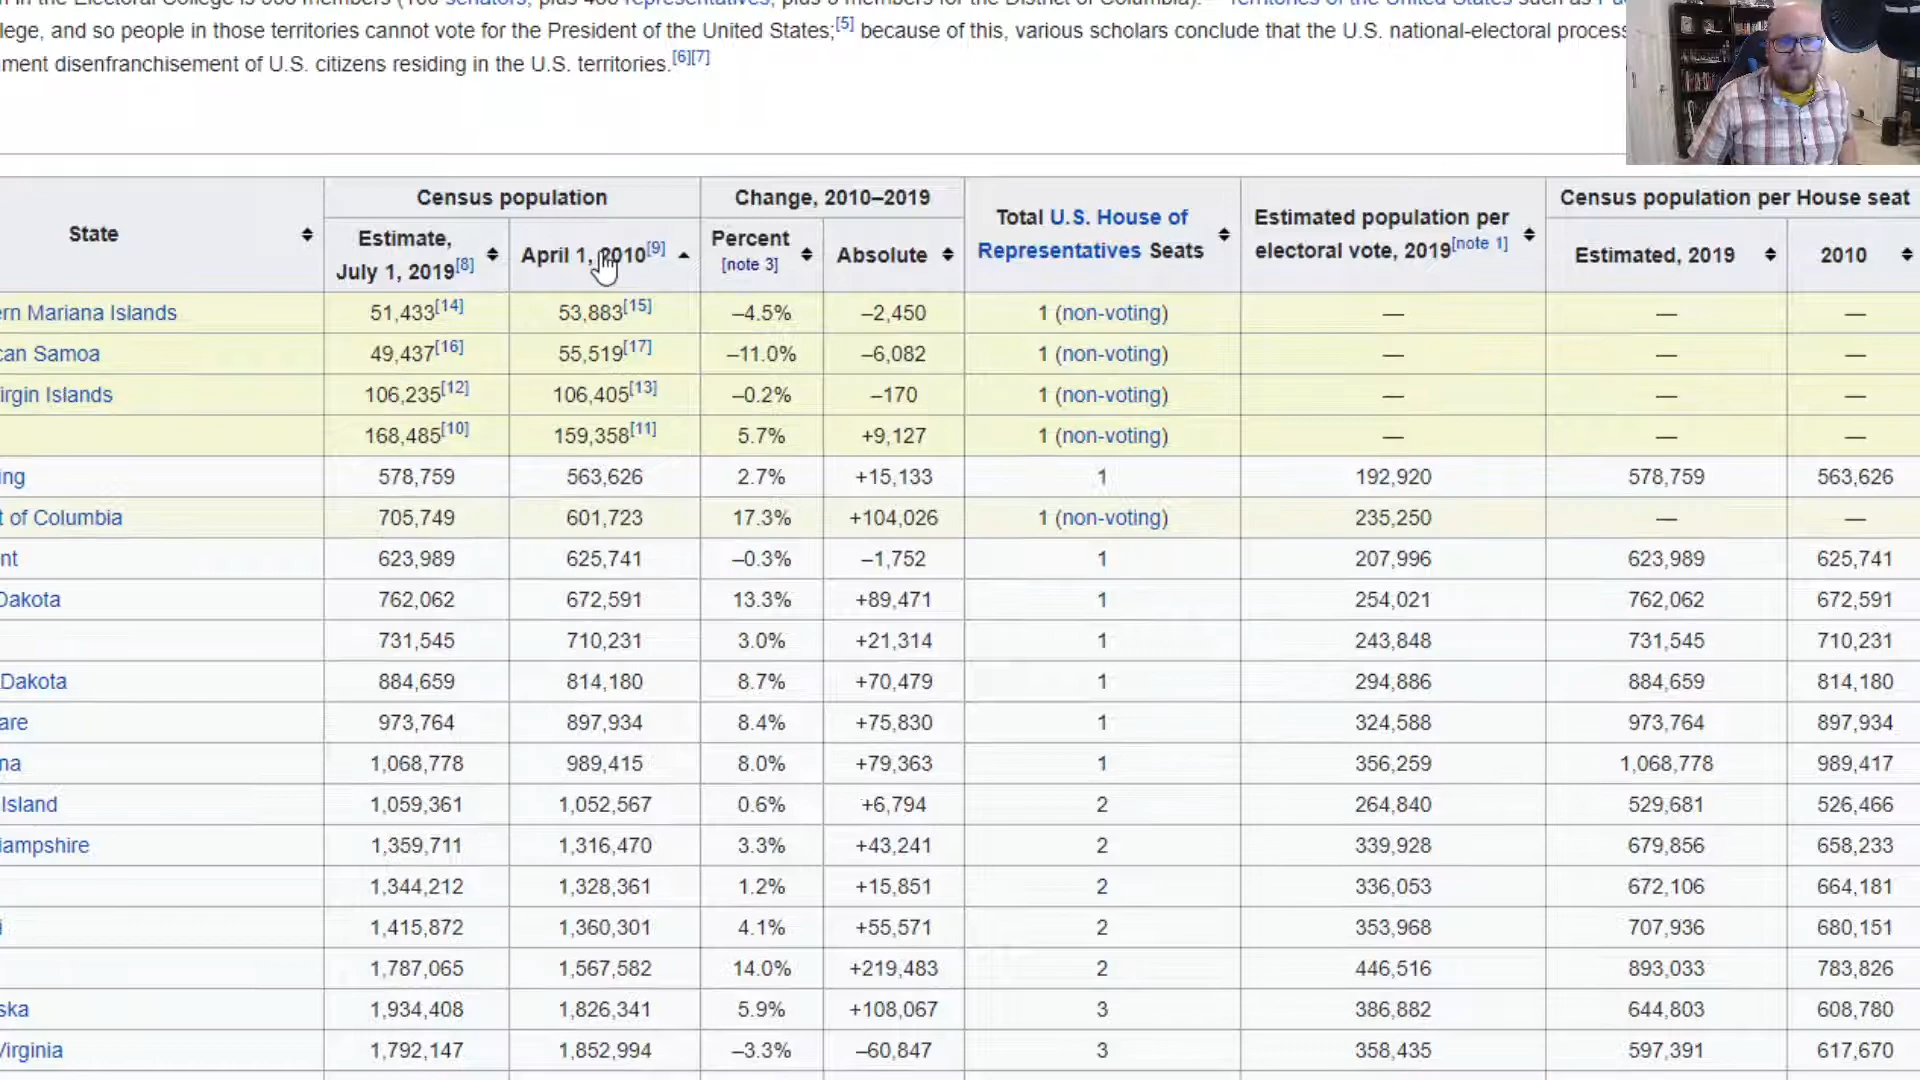 lege, and so people in those territories cannot vote for the President of the United States;[5] because of this, various scholars conclude that the U.S. national-electoral process
ment disenfranchisement of U.S. citizens residing in the U.S. territories.[6][7]
State Census population Change, 2010–2019 Total U.S. House of Representatives Seats Estimated population per electoral vote, 2019[note 1] Census population per House seat
Estimate, July 1, 2019[8] April 1, 2010[9] Percent [note 3] Absolute Estimated, 2019 2010
ern Mariana Islands 51,433[14] 53,883[15] –4.5% –2,450 1 (non-voting) — — —
can Samoa 49,437[16] 55,519[17] –11.0% –6,082 1 (non-voting) — — —
irgin Islands 106,235[12] 106,405[13] –0.2% –170 1 (non-voting) — — —
168,485[10] 159,358[11] 5.7% +9,127 1 (non-voting) — — —
ing 578,759 563,626 2.7% +15,133 1 192,920 578,759 563,626
t of Columbia 705,749 601,723 17.3% +104,026 1 (non-voting) 235,250 — —
nt 623,989 625,741 –0.3% –1,752 1 207,996 623,989 625,741
Dakota 762,062 672,591 13.3% +89,471 1 254,021 762,062 672,591
731,545 710,231 3.0% +21,314 1 243,848 731,545 710,231
Dakota 884,659 814,180 8.7% +70,479 1 294,886 884,659 814,180
are 973,764 897,934 8.4% +75,830 1 324,588 973,764 897,934
na 1,068,778 989,415 8.0% +79,363 1 356,259 1,068,778 989,417
Island 1,059,361 1,052,567 0.6% +6,794 2 264,840 529,681 526,466
Hampshire 1,359,711 1,316,470 3.3% +43,241 2 339,928 679,856 658,233
1,344,212 1,328,361 1.2% +15,851 2 336,053 672,106 664,181
1,415,872 1,360,301 4.1% +55,571 2 353,968 707,936 680,151
1,787,065 1,567,582 14.0% +219,483 2 446,516 893,033 783,826
ska 1,934,408 1,826,341 5.9% +108,067 3 386,882 644,803 608,780
Virginia 1,792,147 1,852,994 –3.3% –60,847 3 358,435 597,391 617,670